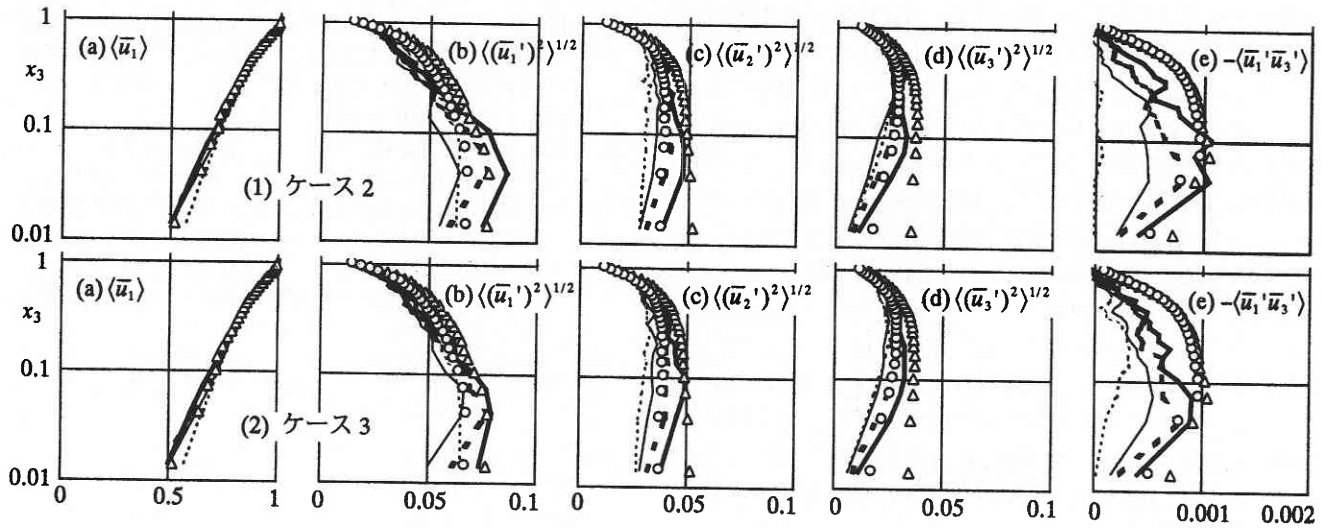 1
(a) ⟨ū₁⟩
(b) ⟨(ū₁')²⟩^1/2
(c) ⟨(ū₂')²⟩^1/2
(d) ⟨(ū₃')²⟩^1/2
(e) -⟨ū₁'ū₃'⟩
x₃
0.1
(1) ケース2
0.01
1
(a) ⟨ū₁⟩
(b) ⟨(ū₁')²⟩^1/2
(c) ⟨(ū₂')²⟩^1/2
(d) ⟨(ū₃')²⟩^1/2
(e) -⟨ū₁'ū₃'⟩
x₃
0.1
(2) ケース3
0.01
0 0.5 1 0 0.05 0.1 0 0.05 0.1 0 0.05 0.1 0 0.001 0.002